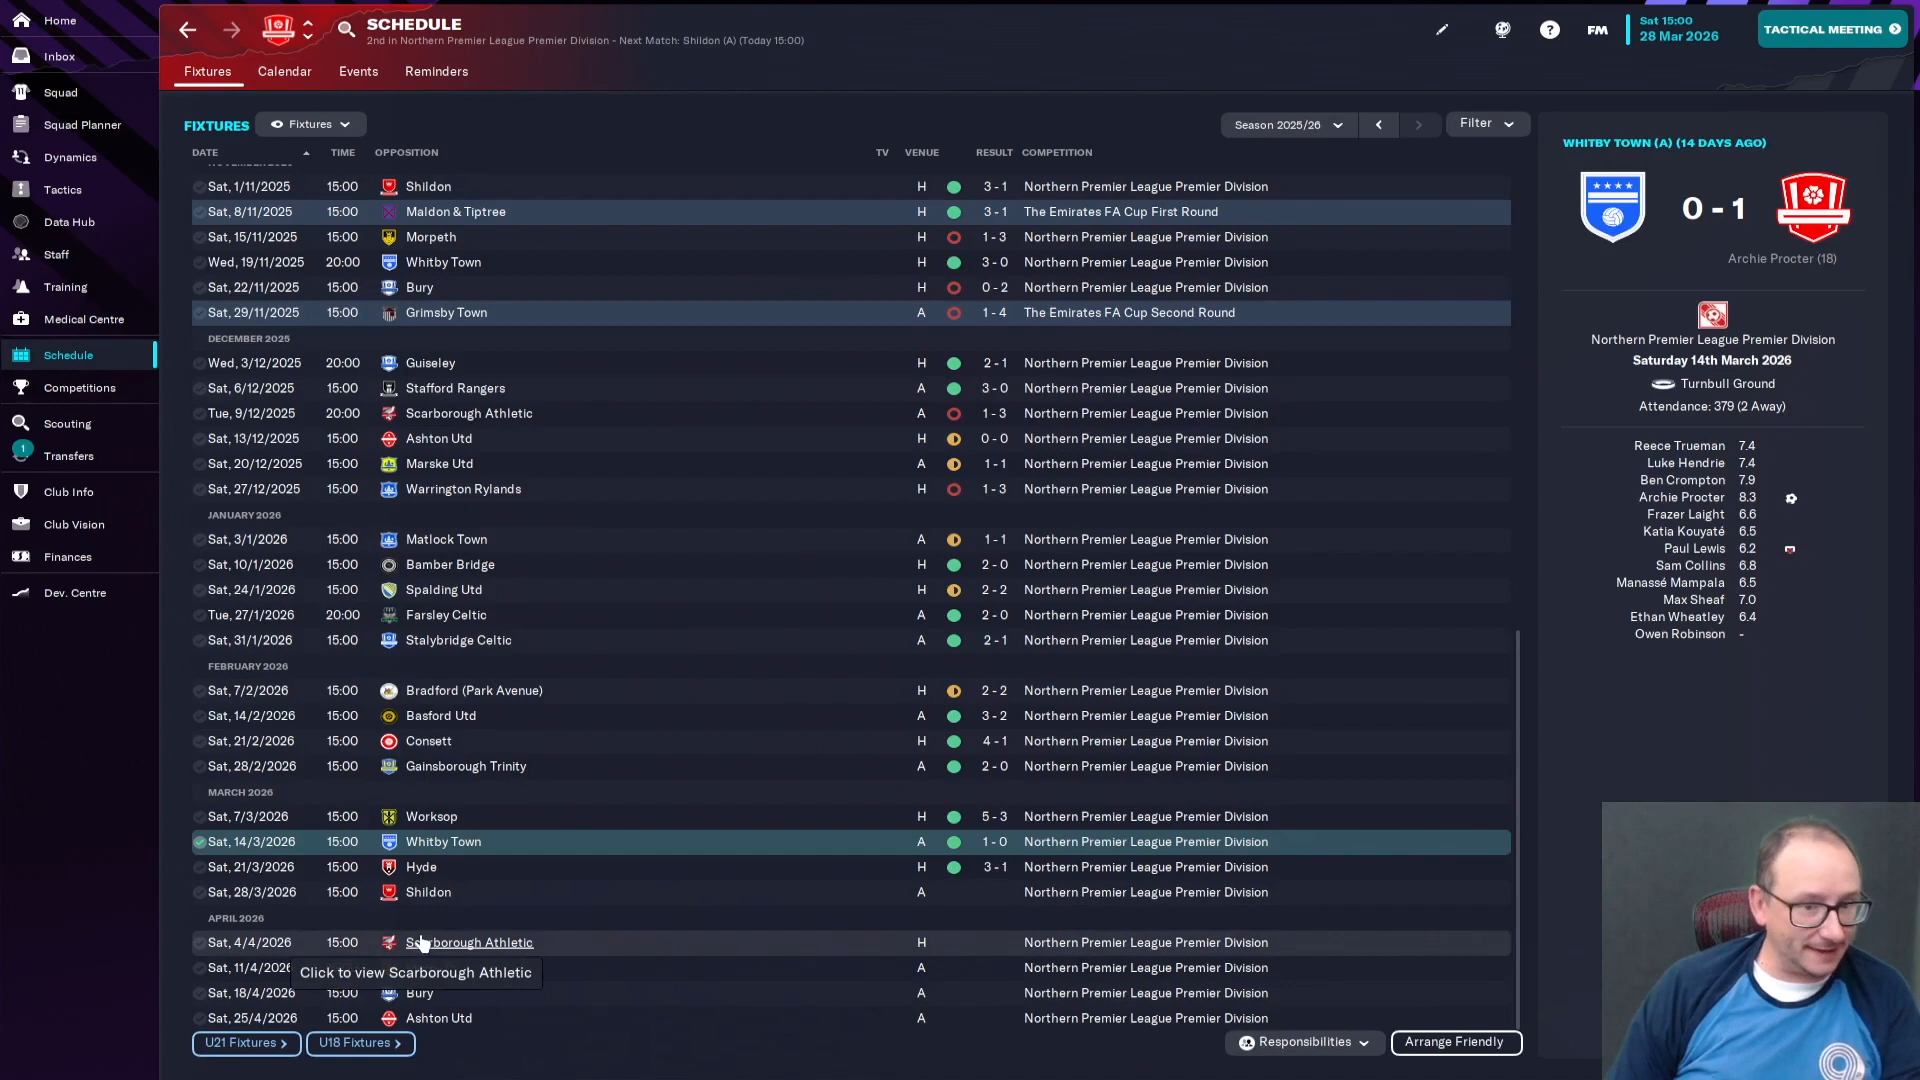 Home
Inbox
Squad
Squad Planner
Dynamics
Tactics
Data Hub
Staff
Training
Medical Centre
Schedule
Competitions
Scouting
1
Transfers
Club Info
Club Vision
Finances
Dev. Centre
SCHEDULE
2nd in Northern Premier League Premier Division - Next Match: Shildon (A) (Today 15:00)
FM
Sat 15:00
28 Mar 2026
TACTICAL MEETING
Fixtures Calendar Events Reminders
FIXTURES Fixtures Season 2025/26 Filter
DATE TIME OPPOSITION TV VENUE RESULT COMPETITION
Sat, 1/11/2025 15:00 Shildon H 3 - 1 Northern Premier League Premier Division
Sat, 8/11/2025 15:00 Maldon & Tiptree H 3 - 1 The Emirates FA Cup First Round
Sat, 15/11/2025 15:00 Morpeth H 1 - 3 Northern Premier League Premier Division
Wed, 19/11/2025 20:00 Whitby Town H 3 - 0 Northern Premier League Premier Division
Sat, 22/11/2025 15:00 Bury H 0 - 2 Northern Premier League Premier Division
Sat, 29/11/2025 15:00 Grimsby Town A 1 - 4 The Emirates FA Cup Second Round
DECEMBER 2025
Wed, 3/12/2025 20:00 Guiseley H 2 - 1 Northern Premier League Premier Division
Sat, 6/12/2025 15:00 Stafford Rangers A 3 - 0 Northern Premier League Premier Division
Tue, 9/12/2025 20:00 Scarborough Athletic A 1 - 3 Northern Premier League Premier Division
Sat, 13/12/2025 15:00 Ashton Utd H 0 - 0 Northern Premier League Premier Division
Sat, 20/12/2025 15:00 Marske Utd A 1 - 1 Northern Premier League Premier Division
Sat, 27/12/2025 15:00 Warrington Rylands H 1 - 3 Northern Premier League Premier Division
JANUARY 2026
Sat, 3/1/2026 15:00 Matlock Town A 1 - 1 Northern Premier League Premier Division
Sat, 10/1/2026 15:00 Bamber Bridge H 2 - 0 Northern Premier League Premier Division
Sat, 24/1/2026 15:00 Spalding Utd H 2 - 2 Northern Premier League Premier Division
Tue, 27/1/2026 20:00 Farsley Celtic A 2 - 0 Northern Premier League Premier Division
Sat, 31/1/2026 15:00 Stalybridge Celtic A 2 - 1 Northern Premier League Premier Division
FEBRUARY 2026
Sat, 7/2/2026 15:00 Bradford (Park Avenue) H 2 - 2 Northern Premier League Premier Division
Sat, 14/2/2026 15:00 Basford Utd A 3 - 2 Northern Premier League Premier Division
Sat, 21/2/2026 15:00 Consett H 4 - 1 Northern Premier League Premier Division
Sat, 28/2/2026 15:00 Gainsborough Trinity A 2 - 0 Northern Premier League Premier Division
MARCH 2026
Sat, 7/3/2026 15:00 Worksop H 5 - 3 Northern Premier League Premier Division
Sat, 14/3/2026 15:00 Whitby Town A 1 - 0 Northern Premier League Premier Division
Sat, 21/3/2026 15:00 Hyde H 3 - 1 Northern Premier League Premier Division
Sat, 28/3/2026 15:00 Shildon A Northern Premier League Premier Division
APRIL 2026
Sat, 4/4/2026 15:00 Scarborough Athletic H Northern Premier League Premier Division
Sat, 11/4/2026 A Northern Premier League Premier Division
Click to view Scarborough Athletic
Sat, 18/4/2026 15:00 Bury A Northern Premier League Premier Division
Sat, 25/4/2026 15:00 Ashton Utd A Northern Premier League Premier Division
U21 Fixtures U18 Fixtures Responsibilities Arrange Friendly
WHITBY TOWN (A) (14 DAYS AGO)
0 - 1
Archie Procter (18)
Northern Premier League Premier Division
Saturday 14th March 2026
Turnbull Ground
Attendance: 379 (2 Away)
Reece Trueman 7.4
Luke Hendrie 7.4
Ben Crompton 7.9
Archie Procter 8.3
Frazer Laight 6.6
Katia Kouyaté 6.5
Paul Lewis 6.2
Sam Collins 6.8
Manassé Mampala 6.5
Max Sheaf 7.0
Ethan Wheatley 6.4
Owen Robinson -